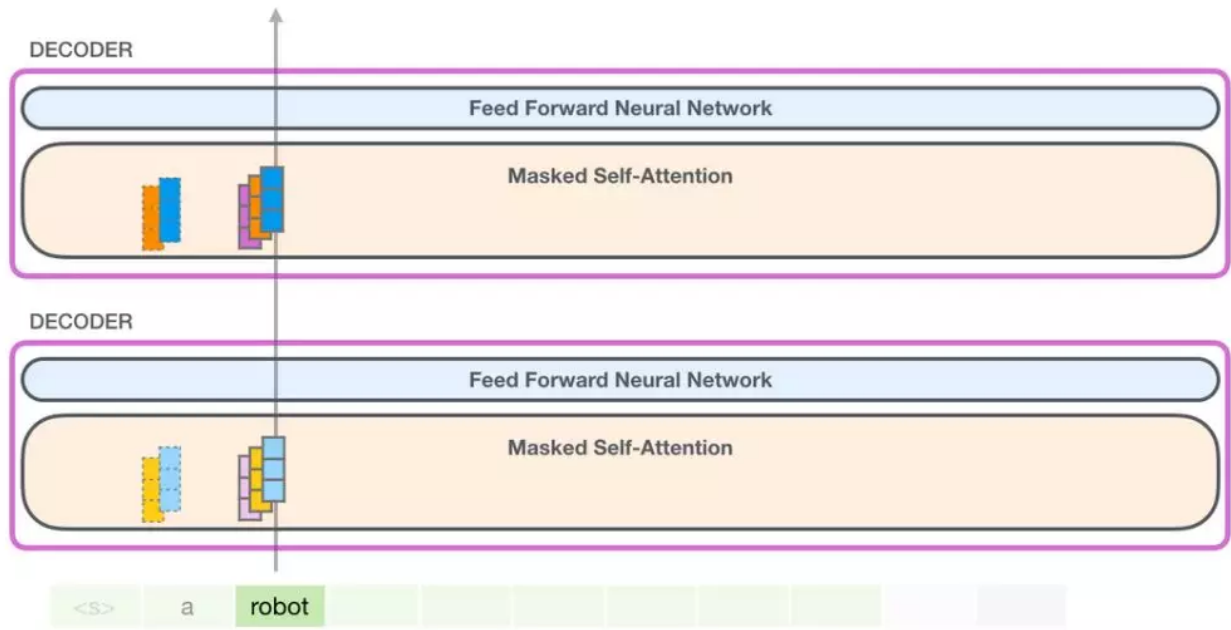 DECODER
Feed Forward Neural Network
Masked Self-Attention
DECODER
Feed Forward Neural Network
Masked Self-Attention
<s> a robot